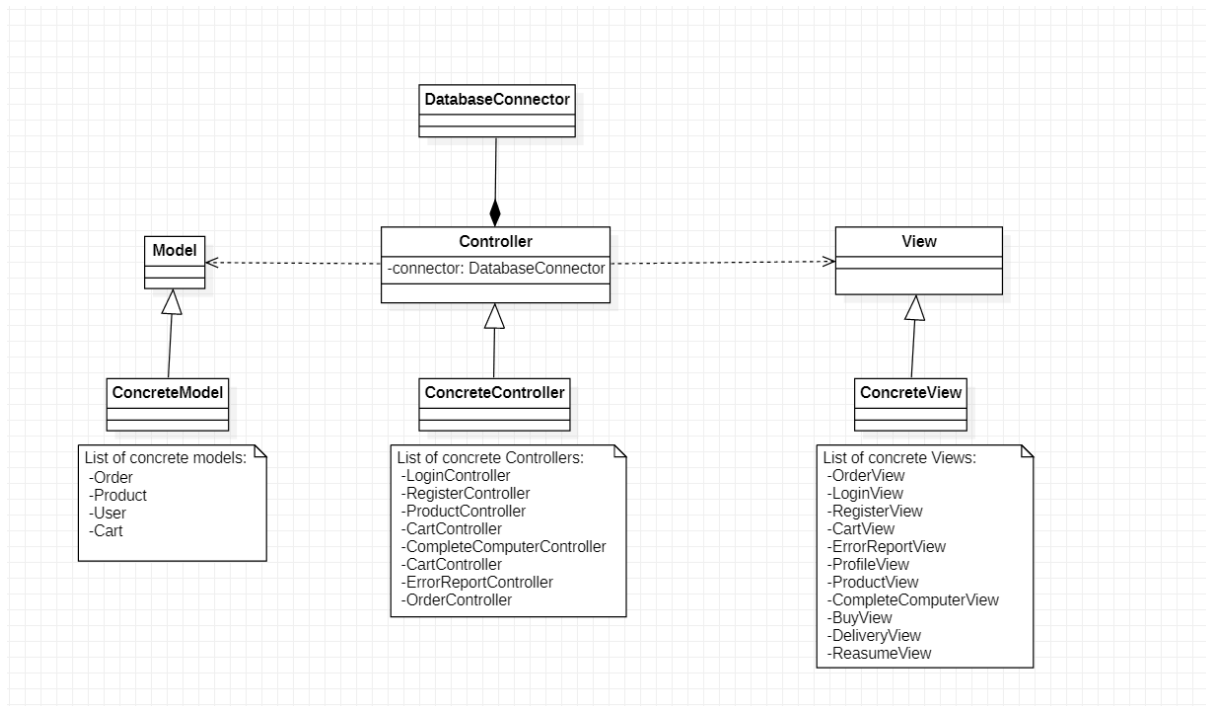 DatabaseConnector
Model
Controller
-connector: DatabaseConnector
View
ConcreteModel
ConcreteController
ConcreteView
List of concrete models:
-Order
-Product
-User
-Cart
List of concrete Controllers:
-LoginController
-RegisterController
-ProductController
-CartController
-CompleteComputerController
-CartController
-ErrorReportController
-OrderController
List of concrete Views:
-OrderView
-LoginView
-RegisterView
-CartView
-ErrorReportView
-ProfileView
-ProductView
-CompleteComputerView
-BuyView
-DeliveryView
-ReasumeView